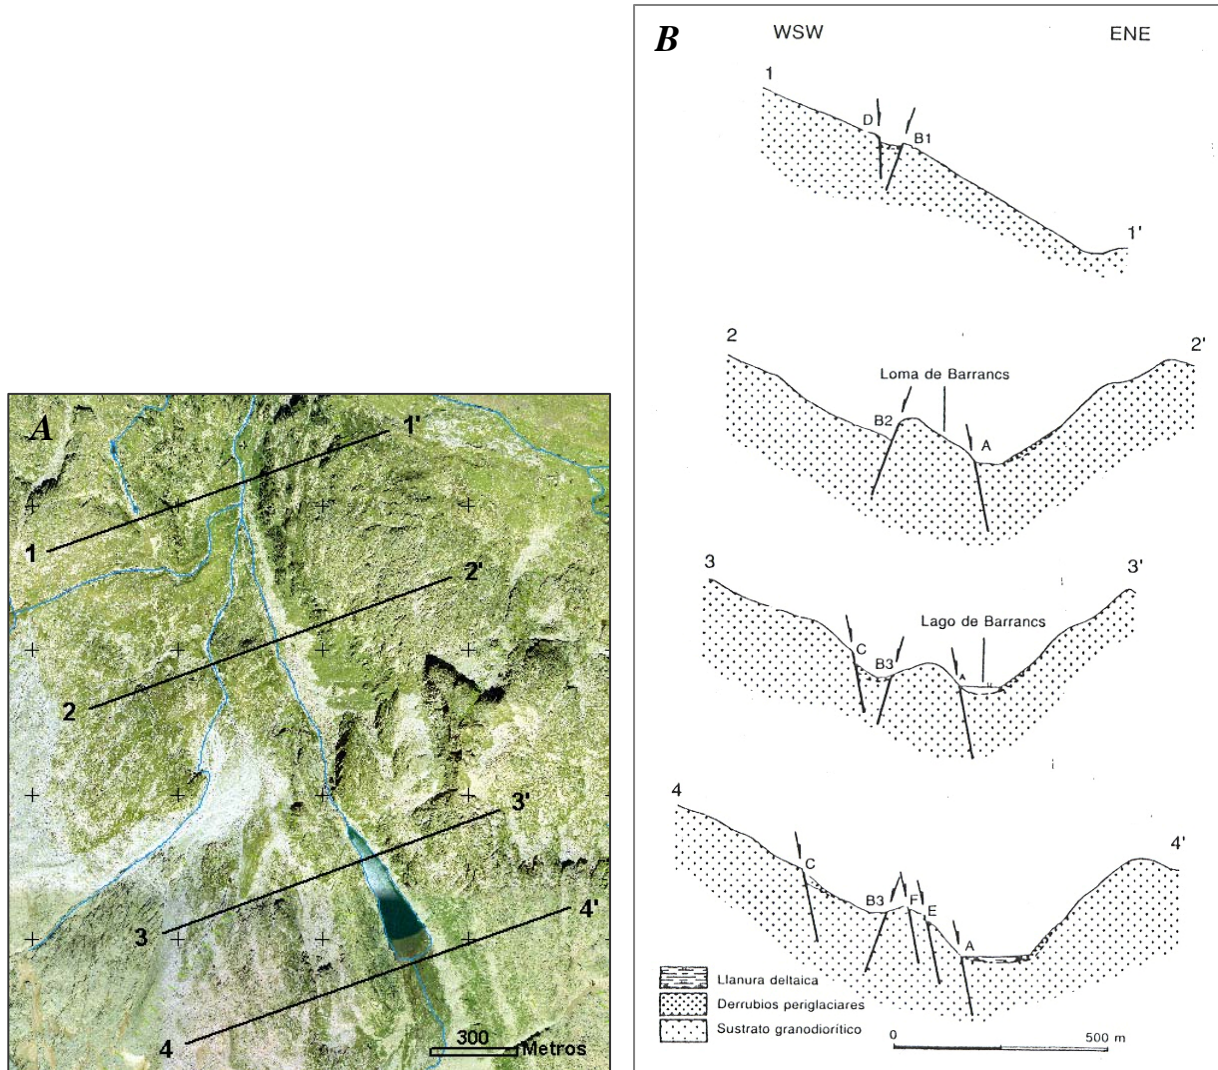 A
1'
1
2'
2
3'
3
4'
4
300
Metros
B
WSW ENE
1
D
B1
1'
2 2'
Loma de Barrancs
B2
A
3 3'
Lago de Barrancs
C
B3
A
4
4'
C
B3 F
E
A
Llanura deltaica
Derrubios periglaciares
Sustrato granodiorítico
0 500 m